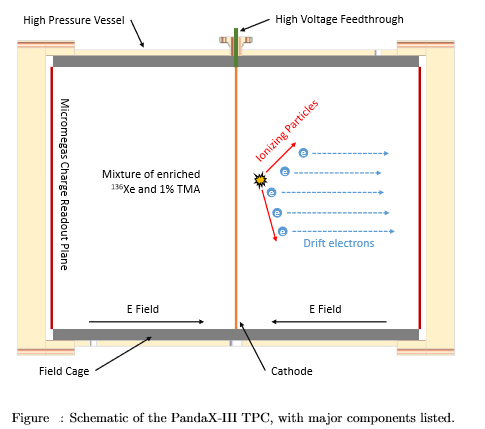 High Pressure Vessel
High Voltage Feedthrough
Micromegas Charge Readout Plane
Mixture of enriched
¹³⁶Xe and 1% TMA
Ionizing Particles
e
e
e
e
e
Drift electrons
E Field
E Field
Field Cage
Cathode
Figure : Schematic of the PandaX-III TPC, with major components listed.